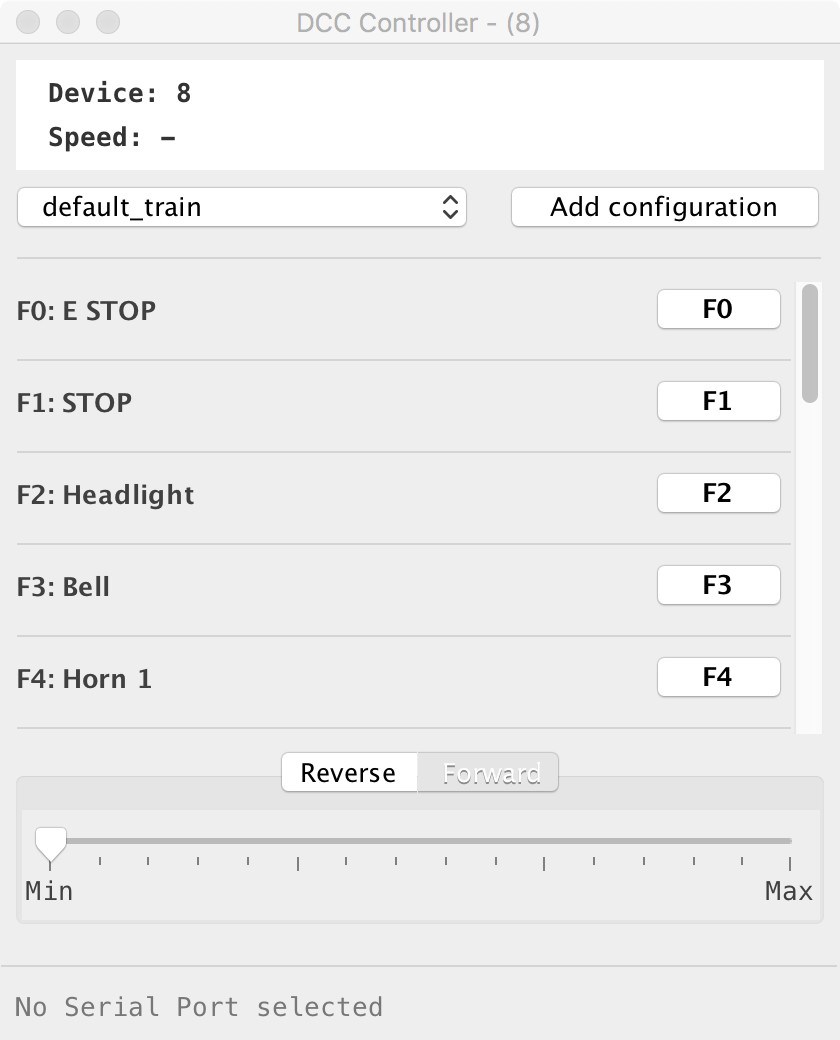 DCC Controller - (8)
Device: 8
Speed: –
default_train Add configuration
F0: E STOP F0
F1: STOP F1
F2: Headlight F2
F3: Bell F3
F4: Horn 1 F4
Reverse Forward
Min Max
No Serial Port selected